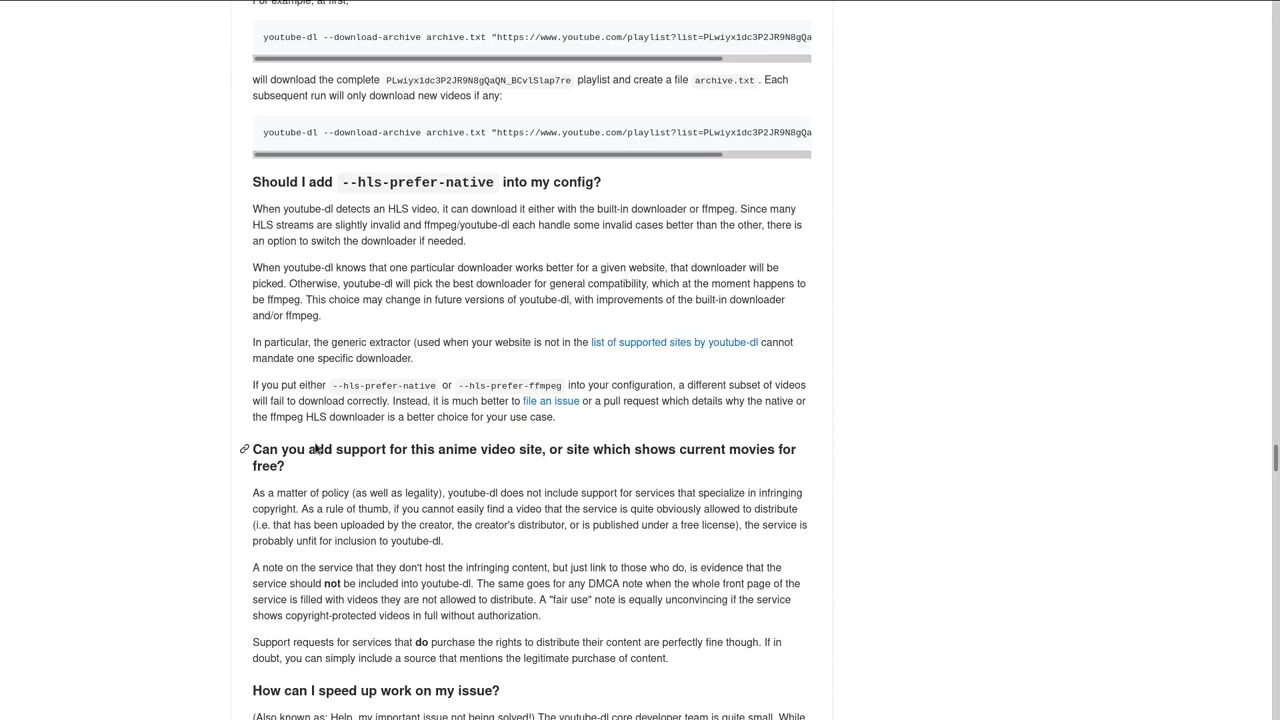 For example, at first,
youtube-dl --download-archive archive.txt "https://www.youtube.com/playlist?list=PLwiyx1dc3P2JR9N8gQa
will download the complete PLwiyx1dc3P2JR9N8gQaQN_BCvlSlap7re playlist and create a file archive.txt. Each
subsequent run will only download new videos if any:
youtube-dl --download-archive archive.txt "https://www.youtube.com/playlist?list=PLwiyx1dc3P2JR9N8gQa
Should I add --hls-prefer-native into my config?
When youtube-dl detects an HLS video, it can download it either with the built-in downloader or ffmpeg. Since many
HLS streams are slightly invalid and ffmpeg/youtube-dl each handle some invalid cases better than the other, there is
an option to switch the downloader if needed.
When youtube-dl knows that one particular downloader works better for a given website, that downloader will be
picked. Otherwise, youtube-dl will pick the best downloader for general compatibility, which at the moment happens to
be ffmpeg. This choice may change in future versions of youtube-dl, with improvements of the built-in downloader
and/or ffmpeg.
In particular, the generic extractor (used when your website is not in the list of supported sites by youtube-dl cannot
mandate one specific downloader.
If you put either --hls-prefer-native or --hls-prefer-ffmpeg into your configuration, a different subset of videos
will fail to download correctly. Instead, it is much better to file an issue or a pull request which details why the native or
the ffmpeg HLS downloader is a better choice for your use case.
Can you add support for this anime video site, or site which shows current movies for
free?
As a matter of policy (as well as legality), youtube-dl does not include support for services that specialize in infringing
copyright. As a rule of thumb, if you cannot easily find a video that the service is quite obviously allowed to distribute
(i.e. that has been uploaded by the creator, the creator's distributor, or is published under a free license), the service is
probably unfit for inclusion to youtube-dl.
A note on the service that they don't host the infringing content, but just link to those who do, is evidence that the
service should not be included into youtube-dl. The same goes for any DMCA note when the whole front page of the
service is filled with videos they are not allowed to distribute. A "fair use" note is equally unconvincing if the service
shows copyright-protected videos in full without authorization.
Support requests for services that do purchase the rights to distribute their content are perfectly fine though. If in
doubt, you can simply include a source that mentions the legitimate purchase of content.
How can I speed up work on my issue?
(Also known as: Help, my important issue not being solved!) The youtube-dl core developer team is quite small. While